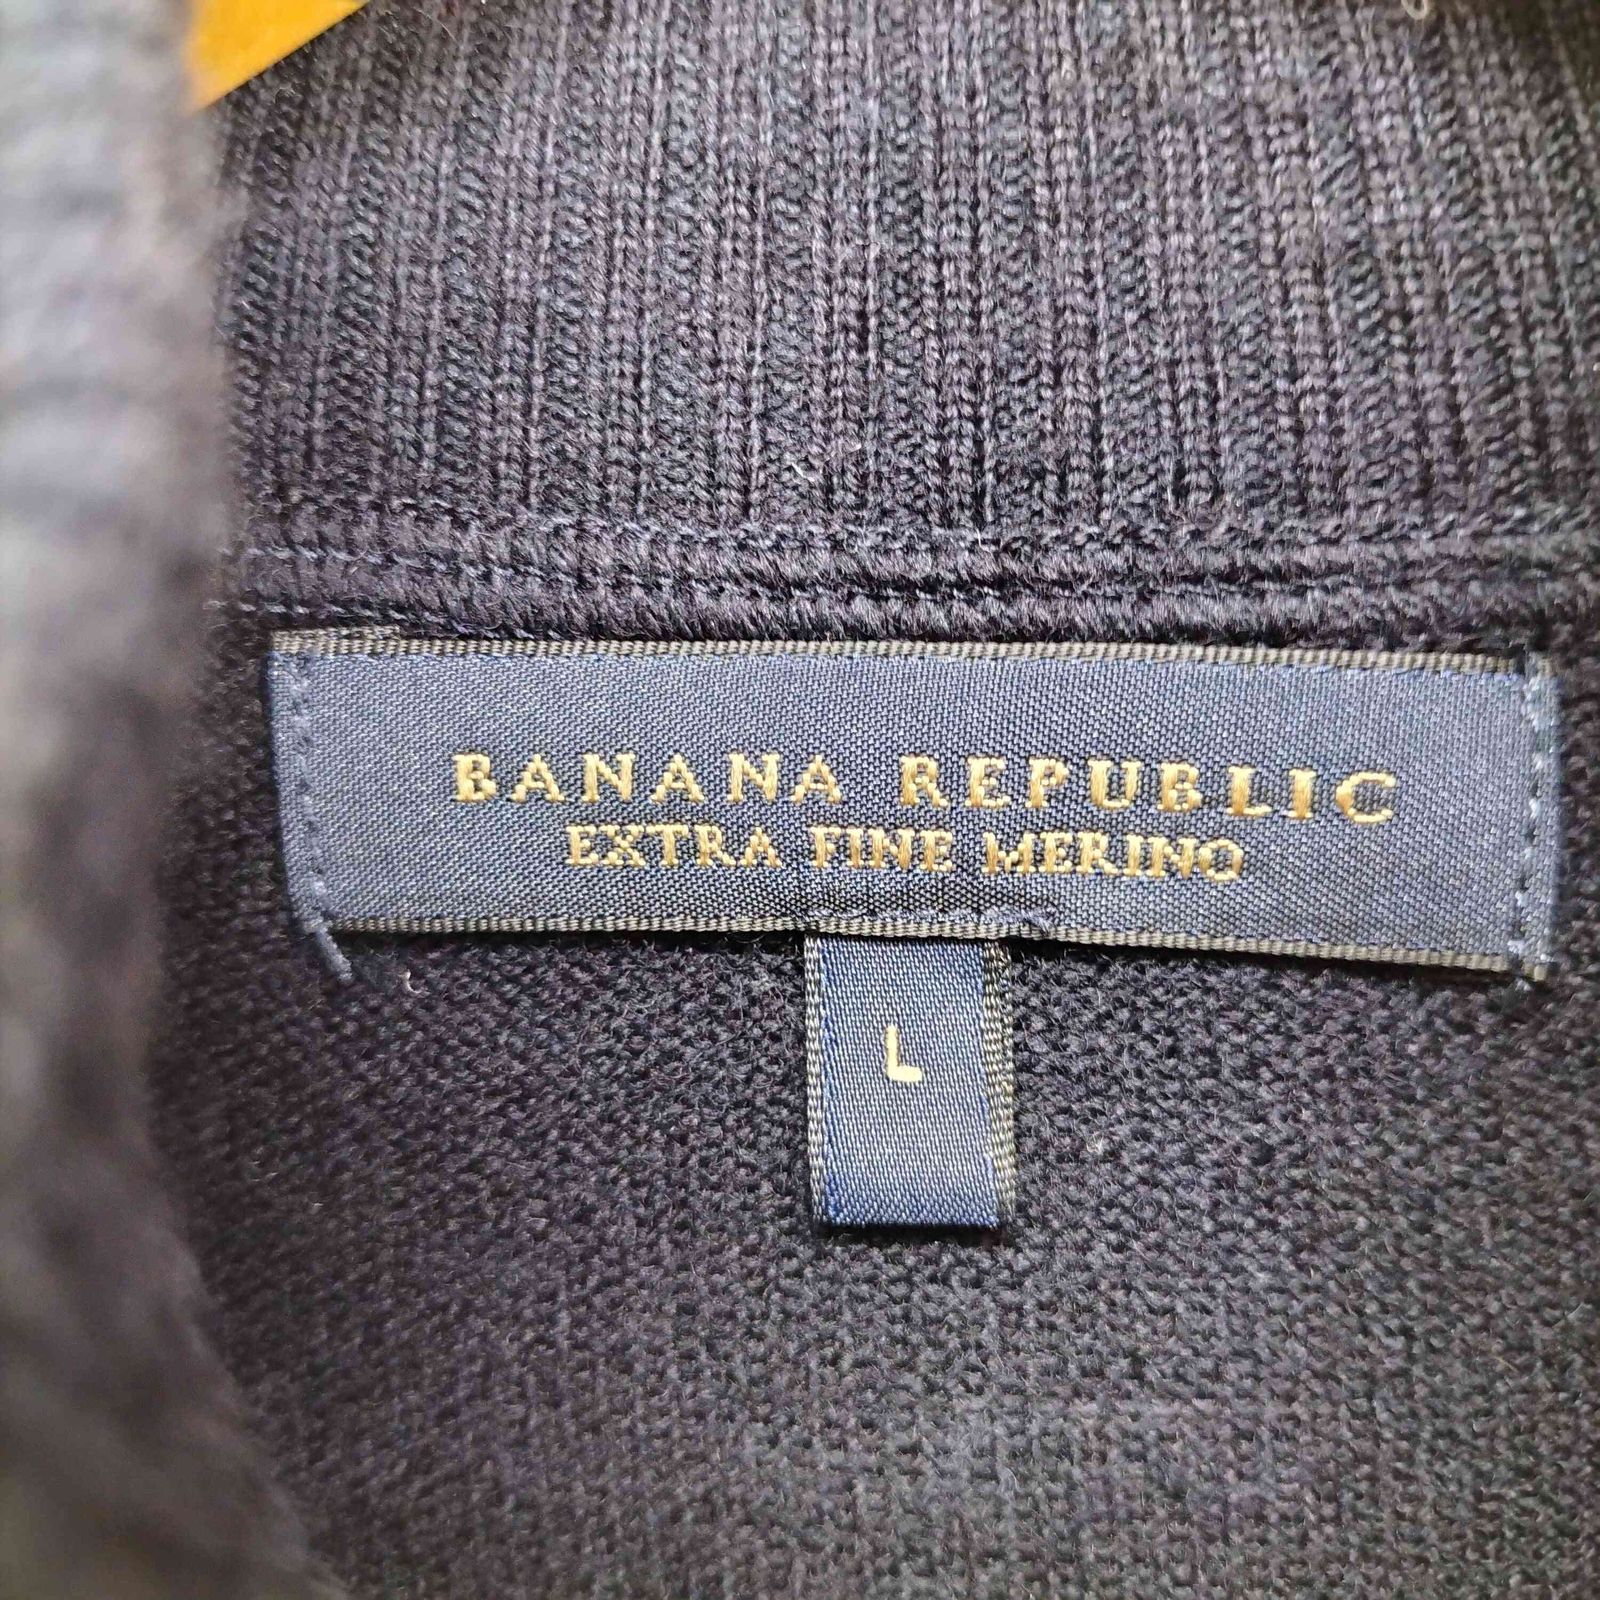 BANANA REPUBLIC
EXTRA FINE MERINO
L